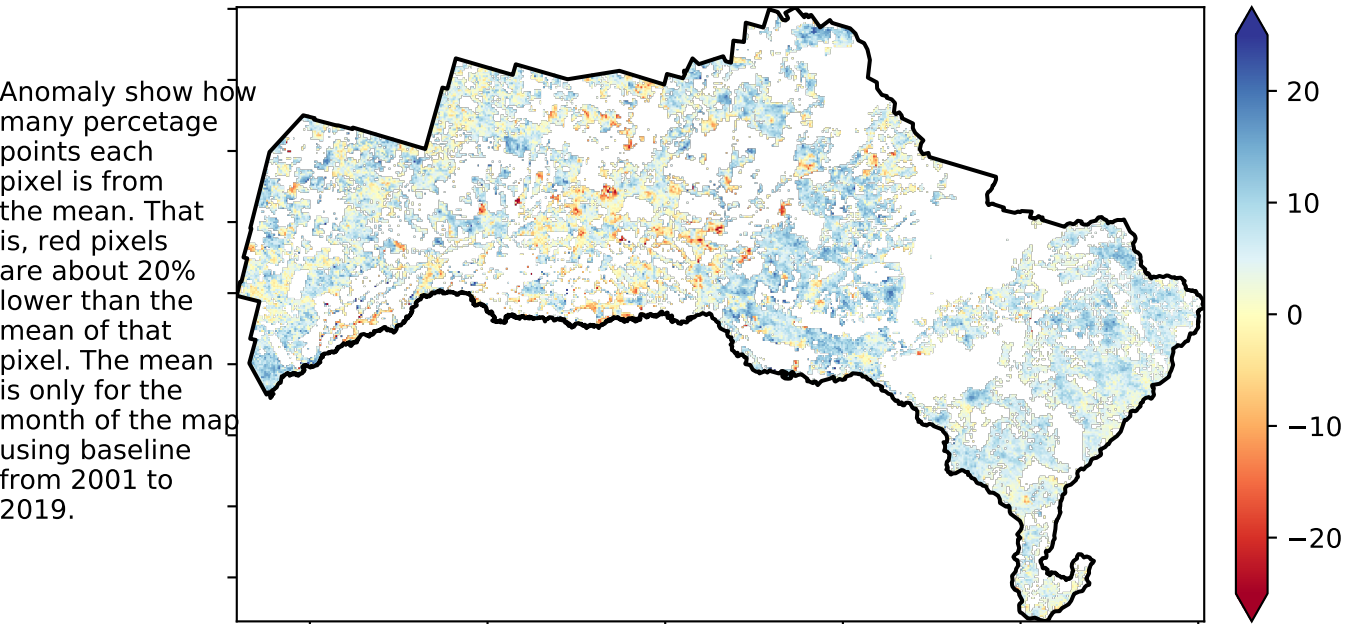 Anomaly show how
many percetage
points each
pixel is from
the mean. That
is, red pixels
are about 20%
lower than the
mean of that
pixel. The mean
is only for the
month of the map
using baseline
from 2001 to
2019.
20
10
0
−10
−20